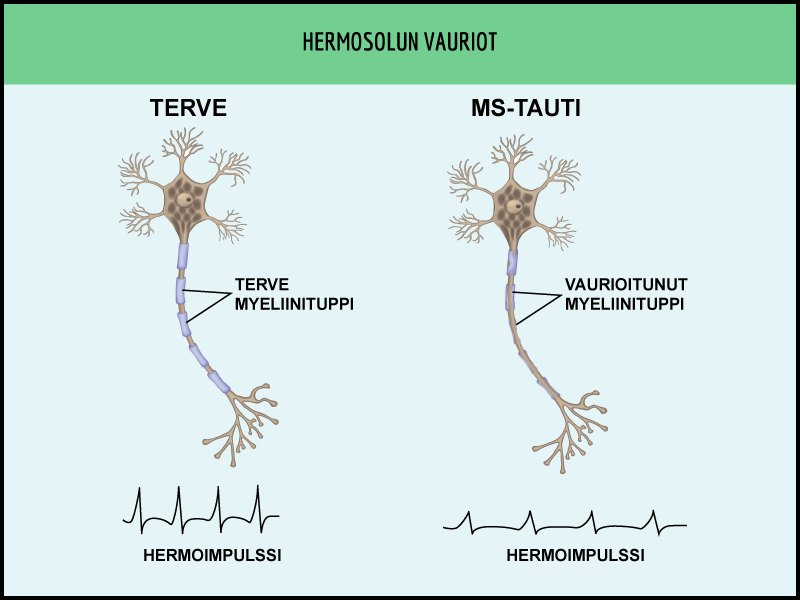 HERMOSOLUN VAURIOT
TERVE
MS-TAUTI
TERVE
MYELIINITUPPI
VAURIOITUNUT
MYELIINITUPPI
HERMOIMPULSSI
HERMOIMPULSSI